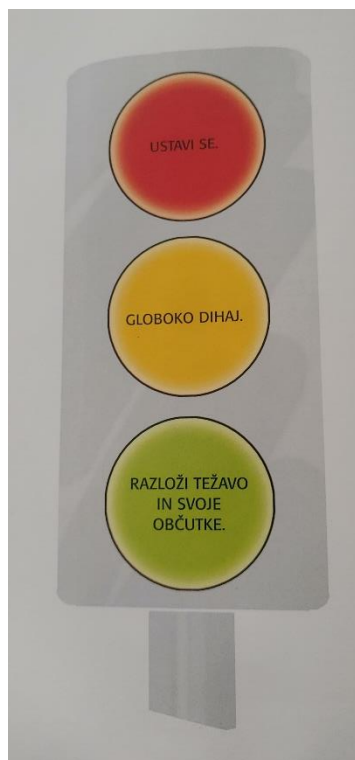 USTAVI SE.
GLOBOKO DIHAJ.
RAZLOŽI TEŽAVO
IN SVOJE
OBČUTKE.